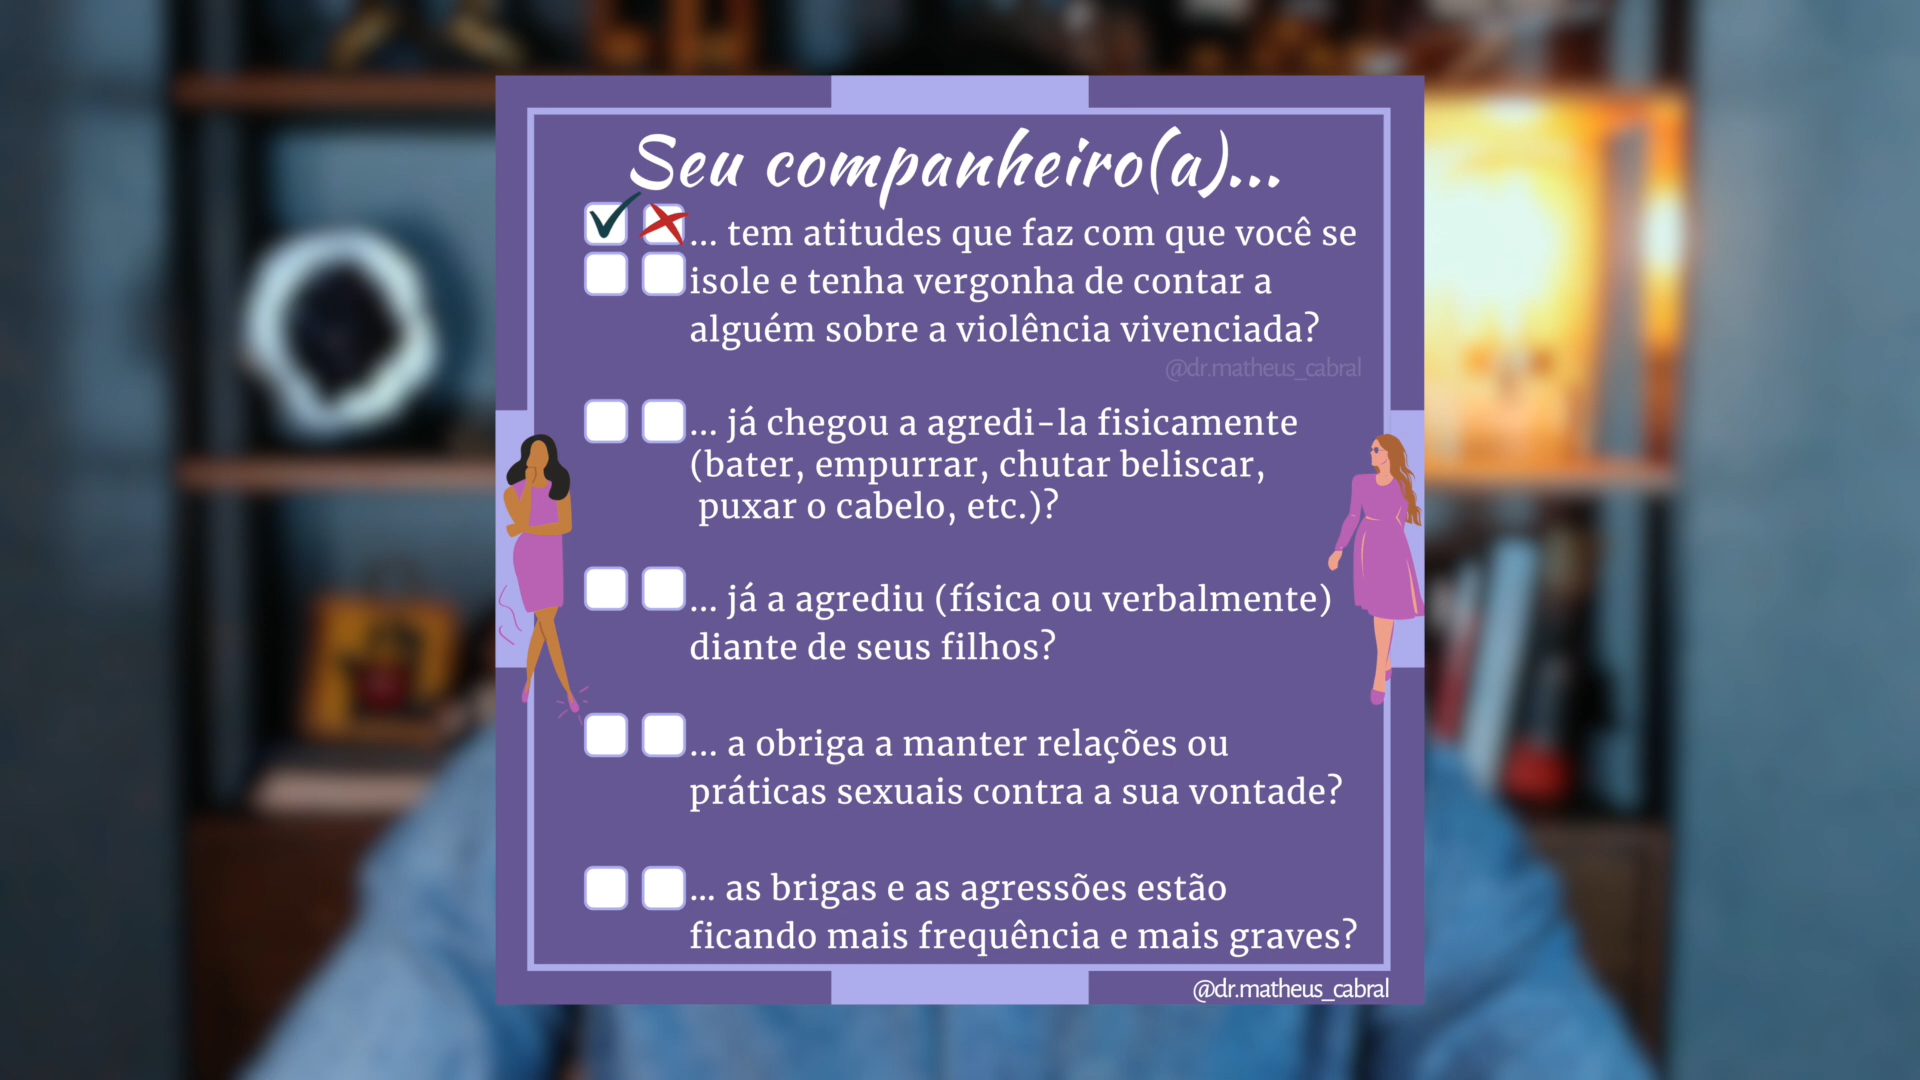 Seu companheiro(a)...
... tem atitudes que faz com que você se
isole e tenha vergonha de contar a
alguém sobre a violência vivenciada?
@dr.matheus_cabral
... já chegou a agredi-la fisicamente
(bater, empurrar, chutar beliscar,
puxar o cabelo, etc.)?
... já a agrediu (física ou verbalmente)
diante de seus filhos?
... a obriga a manter relações ou
práticas sexuais contra a sua vontade?
... as brigas e as agressões estão
ficando mais frequência e mais graves?
@dr.matheus_cabral